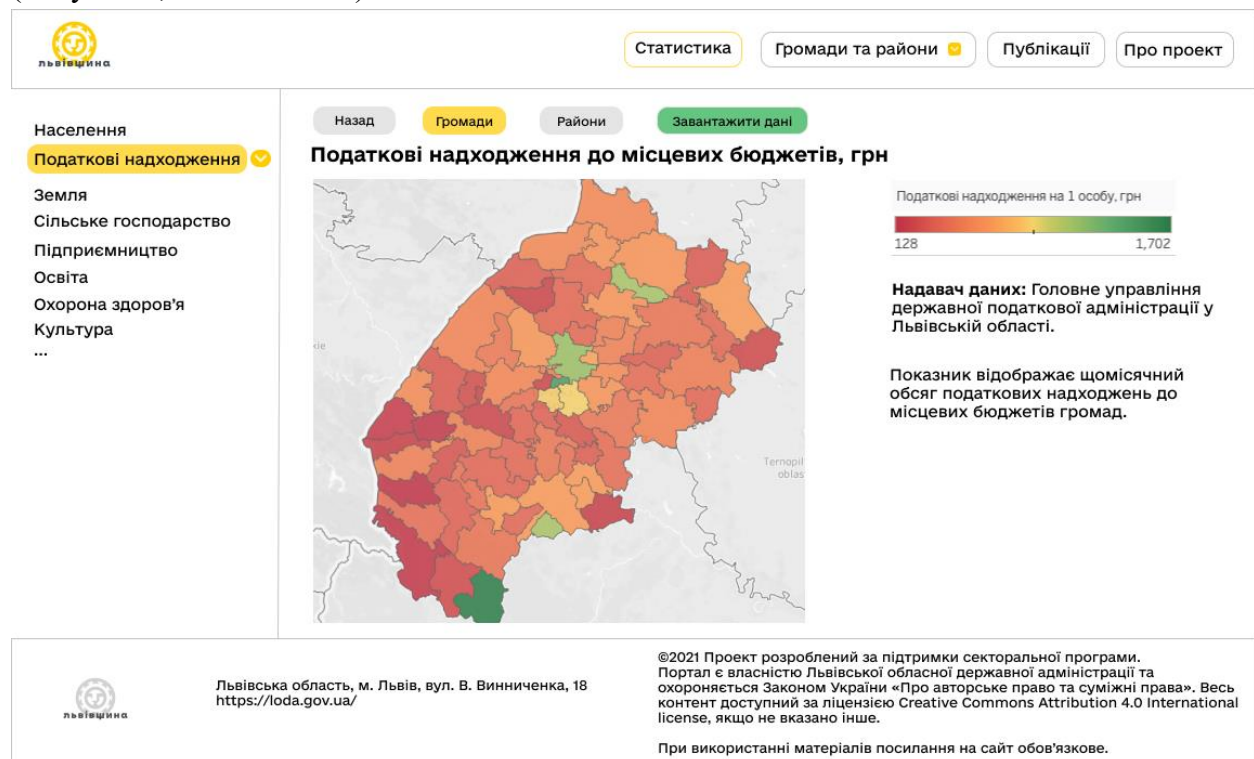 львівщина
Статистика
Громади та райони
Публікації
Про проект
Населення
Податкові надходження
Земля
Сільське господарство
Підприємництво
Освіта
Охорона здоров’я
Культура
...
Назад
Громади
Райони
Завантажити дані
Податкові надходження до місцевих бюджетів, грн
Ternopil
oblas
Податкові надходження на 1 особу, грн
128
1,702
Надавач даних: Головне управління
державної податкової адміністрації у
Львівській області.
Показник відображає щомісячний
обсяг податкових надходжень до
місцевих бюджетів громад.
львівщина
Львівська область, м. Львів, вул. В. Винниченка, 18
https://loda.gov.ua/
©2021 Проект розроблений за підтримки секторальної програми.
Портал є власністю Львівської обласної державної адміністрації та
охороняється Законом України «Про авторське право та суміжні права». Весь
контент доступний за ліцензією Creative Commons Attribution 4.0 International
license, якщо не вказано інше.
При використанні матеріалів посилання на сайт обов’язкове.